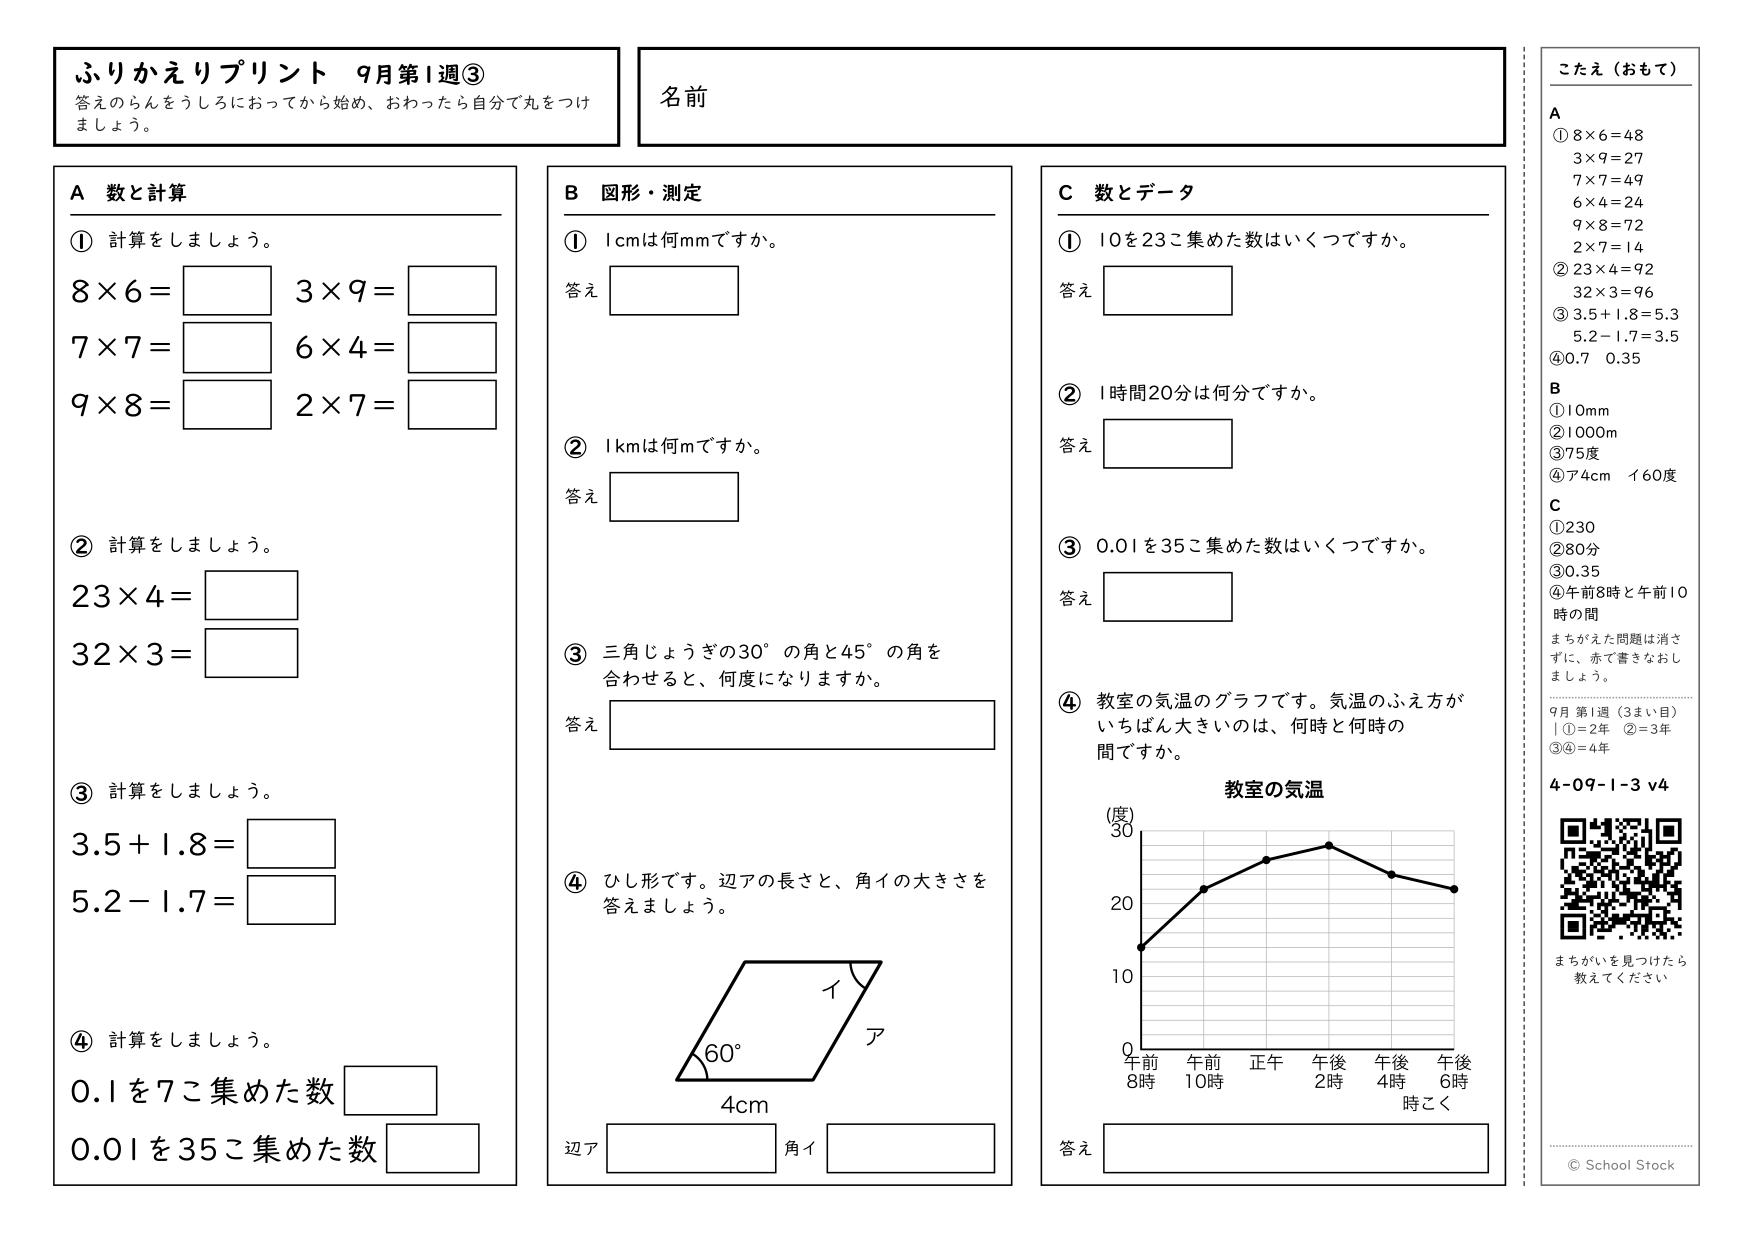 ふりかえりプリント　9月第1週③
答えのらんをうしろにおってから始め、おわったら自分で丸をつけ
ましょう。
名前
A　数と計算
① 計算をしましょう。
8×6＝　3×9＝
7×7＝　6×4＝
9×8＝　2×7＝
② 計算をしましょう。
23×4＝
32×3＝
③ 計算をしましょう。
3.5＋1.8＝
5.2－1.7＝
④ 計算をしましょう。
0.1を7こ集めた数
0.01を35こ集めた数
B　図形・測定
① 1cmは何mmですか。
答え
② 1kmは何mですか。
答え
③ 三角じょうぎの30°の角と45°の角を
合わせると、何度になりますか。
答え
④ ひし形です。辺アの長さと、角イの大きさを
答えましょう。
イ
ア
60°
4cm
辺ア　角イ
C　数とデータ
① 10を23こ集めた数はいくつですか。
答え
② 1時間20分は何分ですか。
答え
③ 0.01を35こ集めた数はいくつですか。
答え
④ 教室の気温のグラフです。気温のふえ方が
いちばん大きいのは、何時と何時の
間ですか。
教室の気温
(度)
30
20
10
0
午前　午前　正午　午後　午後　午後
8時　10時　2時　4時　6時
時こく
答え
こたえ（おもて）
A
① 8×6＝48
3×9＝27
7×7＝49
6×4＝24
9×8＝72
2×7＝14
② 23×4＝92
32×3＝96
③ 3.5＋1.8＝5.3
5.2－1.7＝3.5
④0.7　0.35
B
①10mm
②1000m
③75度
④ア4cm　イ60度
C
①230
②80分
③0.35
④午前8時と午前10
時の間
まちがえた問題は消さ
ずに、赤で書きなおし
ましょう。
9月 第1週（3まい目）
｜①＝2年　②＝3年
③④＝4年
4-09-1-3 v4
まちがいを見つけたら
教えてください
© School Stock